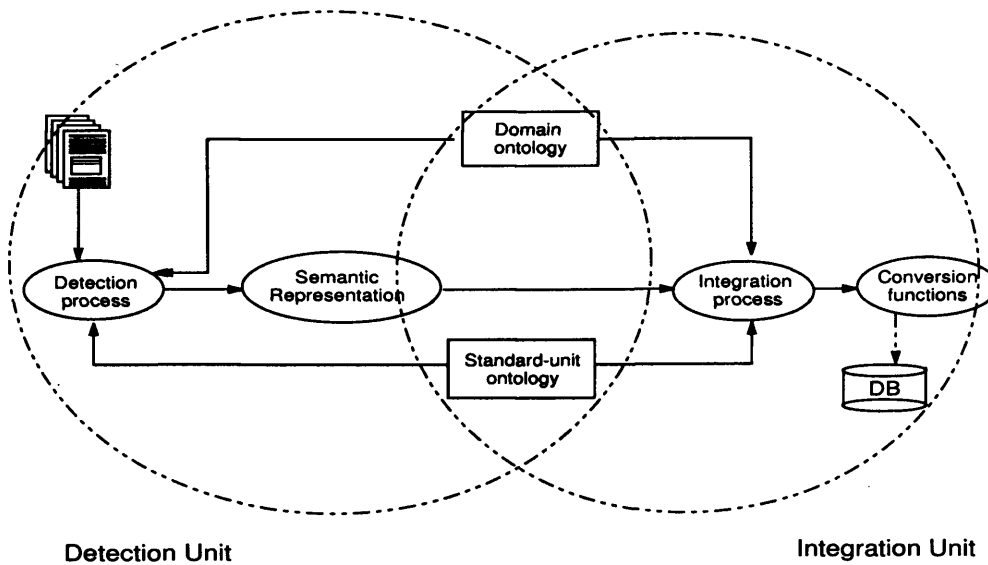 Domain
ontology
Detection
process
Semantic
Representation
Integration
process
Conversion
functions
Standard-unit
ontology
DB
Detection Unit
Integration Unit